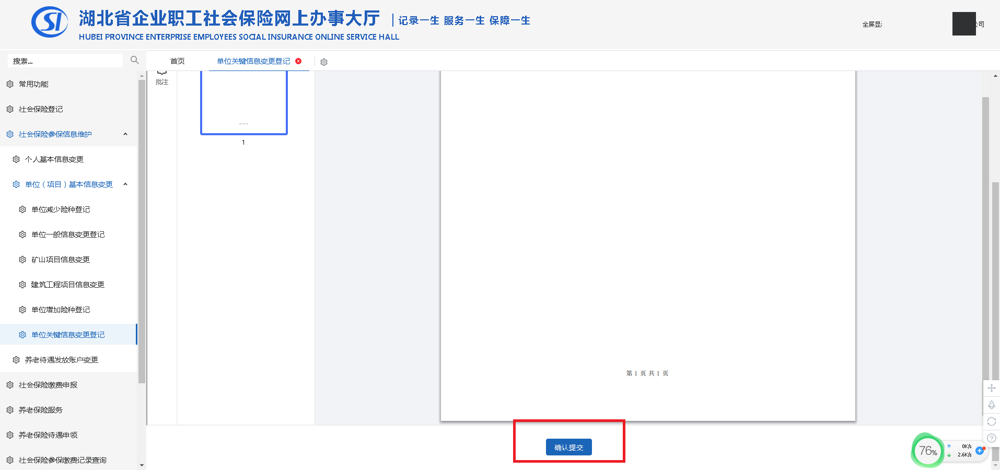 湖北省企业职工社会保险网上办事大厅
记录一生 服务一生 保障一生
HUBEI PROVINCE ENTERPRISE EMPLOYEES SOCIAL INSURANCE ONLINE SERVICE HALL
全屏显
公司
搜索...
首页
单位关键信息变更登记
批注
1
常用功能
社会保险登记
社会保险参保信息维护
个人基本信息变更
单位（项目）基本信息变更
单位减少险种登记
单位一般信息变更登记
矿山项目信息变更
建筑工程项目信息变更
单位增加险种登记
单位关键信息变更登记
养老待遇发放账户变更
社会保险缴费申报
养老保险服务
养老保险待遇申领
社会保险参保缴费记录查询
第 1 页 共 1 页
确认提交
76%
0K/s
2.6K/s